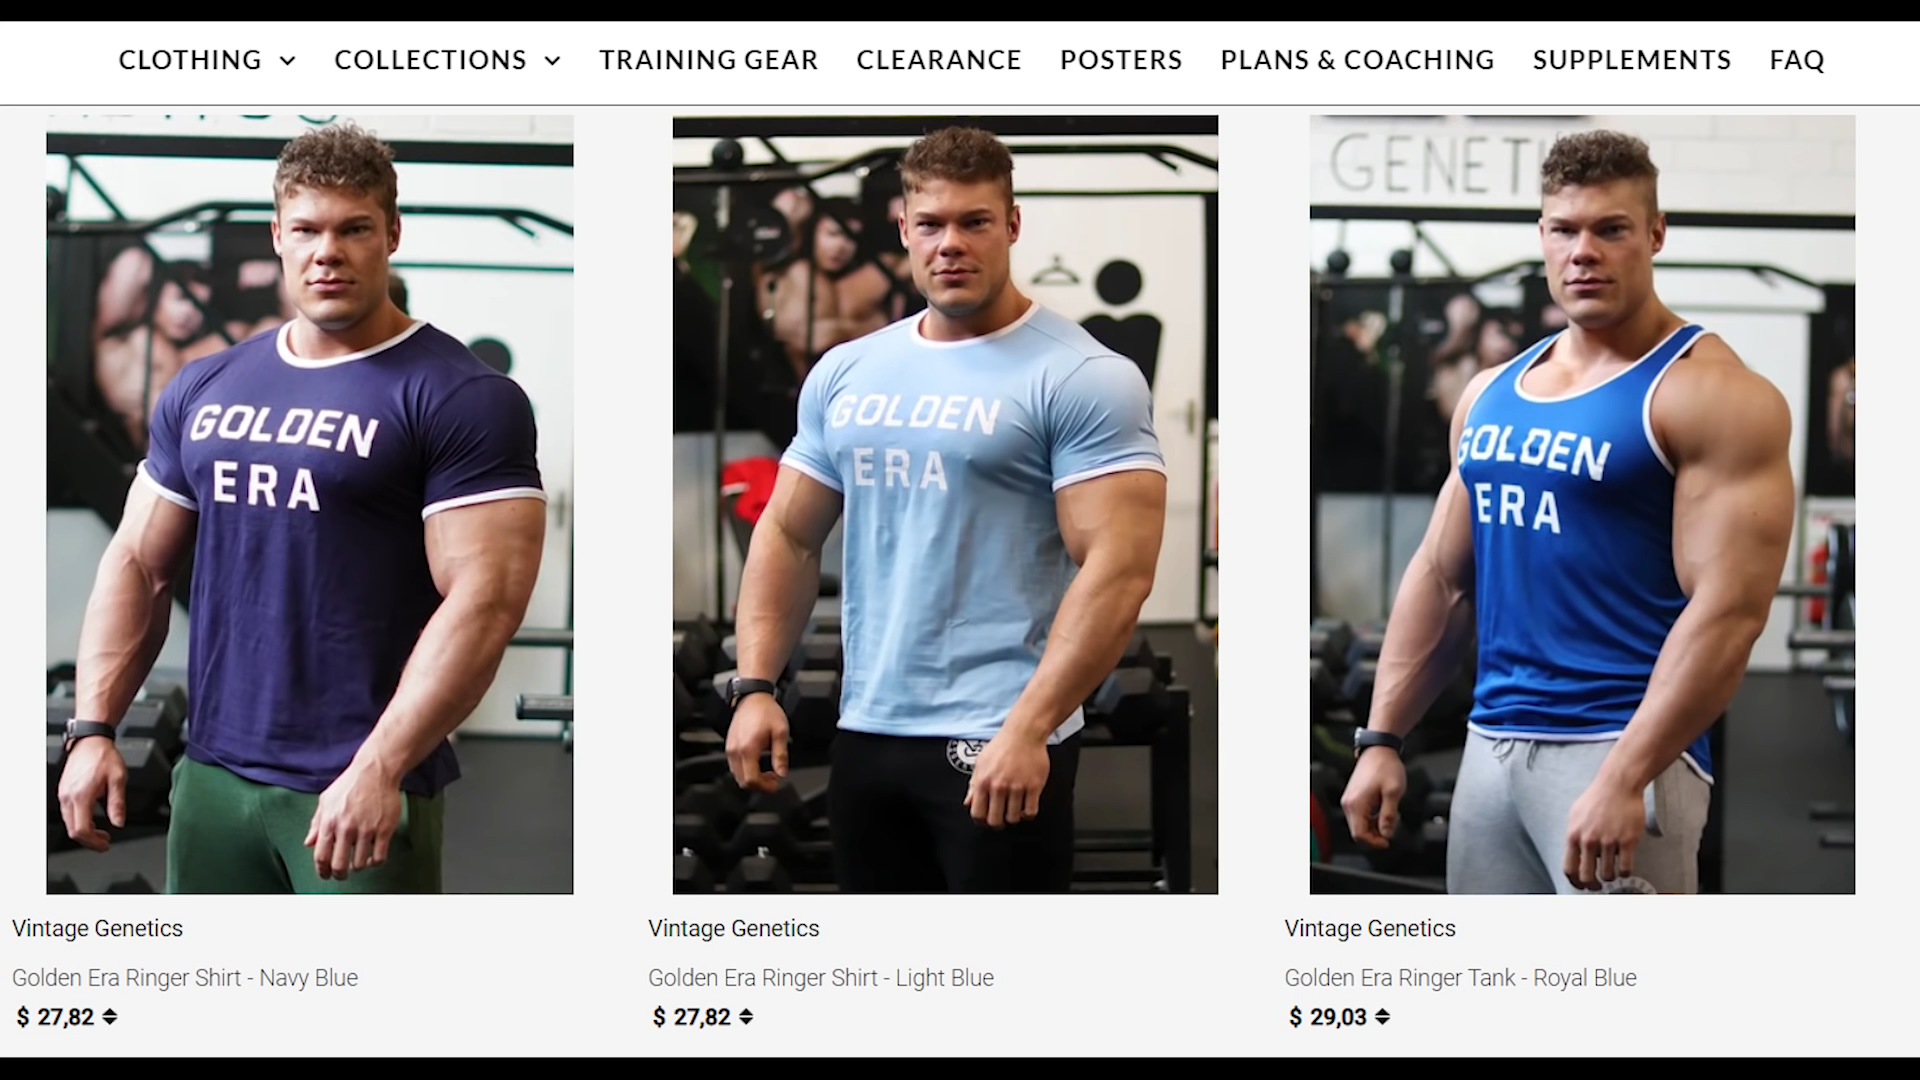 CLOTHING COLLECTIONS TRAINING GEAR CLEARANCE POSTERS PLANS & COACHING SUPPLEMENTS FAQ
GENETI
GOLDEN
ERA
GOLDEN
ERA
GOLDEN
ERA
Vintage Genetics
Golden Era Ringer Shirt - Navy Blue
$ 27,82
Vintage Genetics
Golden Era Ringer Shirt - Light Blue
$ 27,82
Vintage Genetics
Golden Era Ringer Tank - Royal Blue
$ 29,03